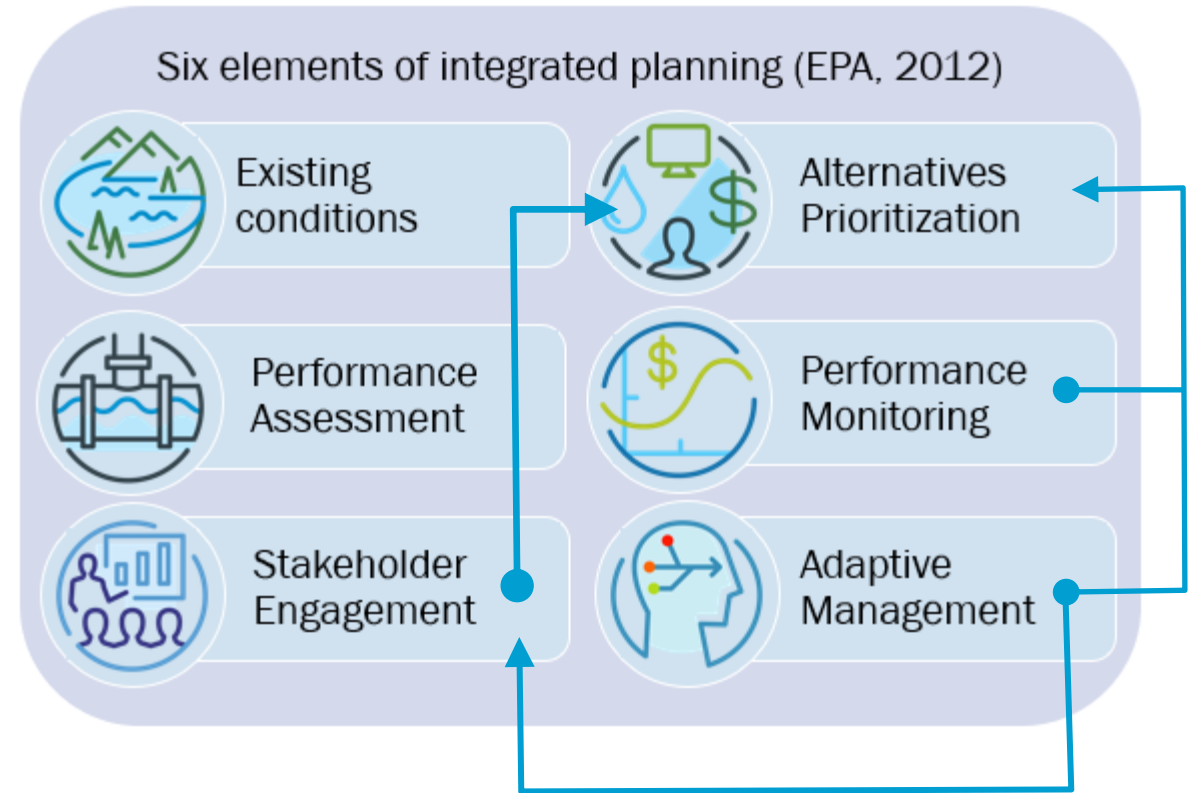 Six elements of integrated planning (EPA, 2012)
Existing
conditions
Alternatives
Prioritization
Performance
Assessment
Performance
Monitoring
Stakeholder
Engagement
Adaptive
Management